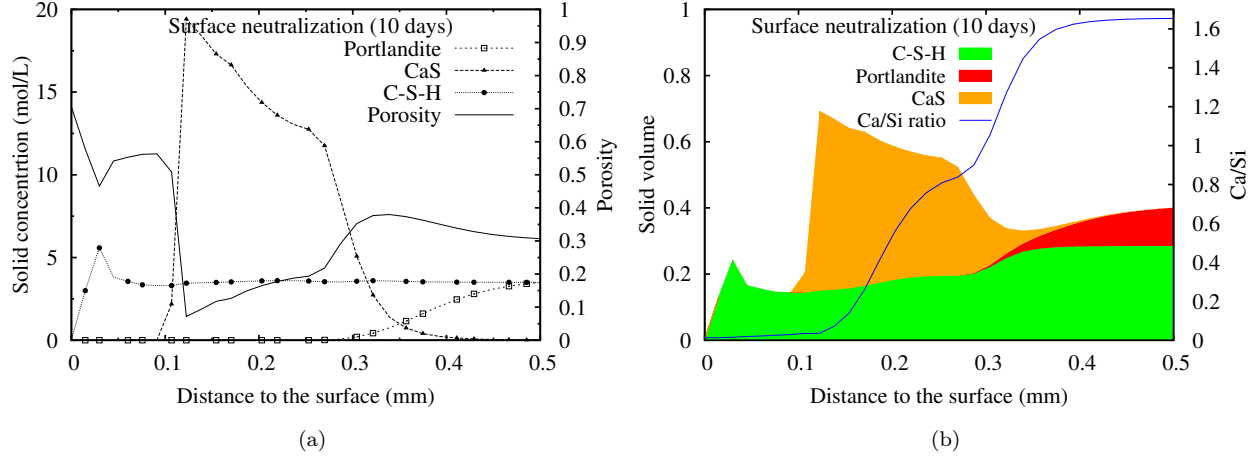 Surface neutralization (10 days)
Portlandite
CaS
C-S-H
Porosity
Solid concentrtion (mol/L)
20
15
10
5
0
1
0.9
0.8
0.7
0.6
0.5
0.4
0.3
0.2
0.1
0
Porosity
0 0.1 0.2 0.3 0.4 0.5
Distance to the surface (mm)
(a)
Surface neutralization (10 days)
C-S-H
Portlandite
CaS
Ca/Si ratio
Solid volume
1
0.8
0.6
0.4
0.2
0
1.6
1.4
1.2
1
0.8
0.6
0.4
0.2
0
Ca/Si
0 0.1 0.2 0.3 0.4 0.5
Distance to the surface (mm)
(b)